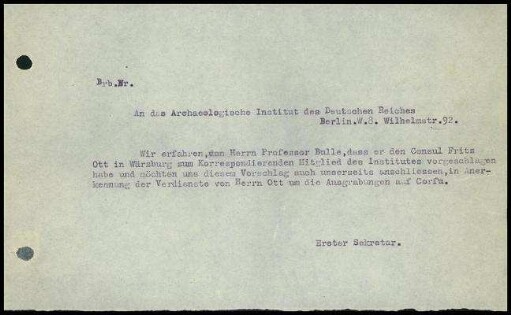 Brb.Nr.
An das Archaeologische Institut des Deutschen Reiches
Berlin.W.8. Wilhelmstr.92.
Wir erfahren,von Herrn Professor Bulle,dass er den Consul Fritz
Ott in Würzburg zum Korrespondierenden Mitglied des Institutes vorgeschlagen
habe und möchten uns diesem Vorschlag auch unserseits anschliessen,in Aner-
kennung der Verdienste von Herrn Ott um die Ausgrabungen auf Corfu.
Erster Sekretar.